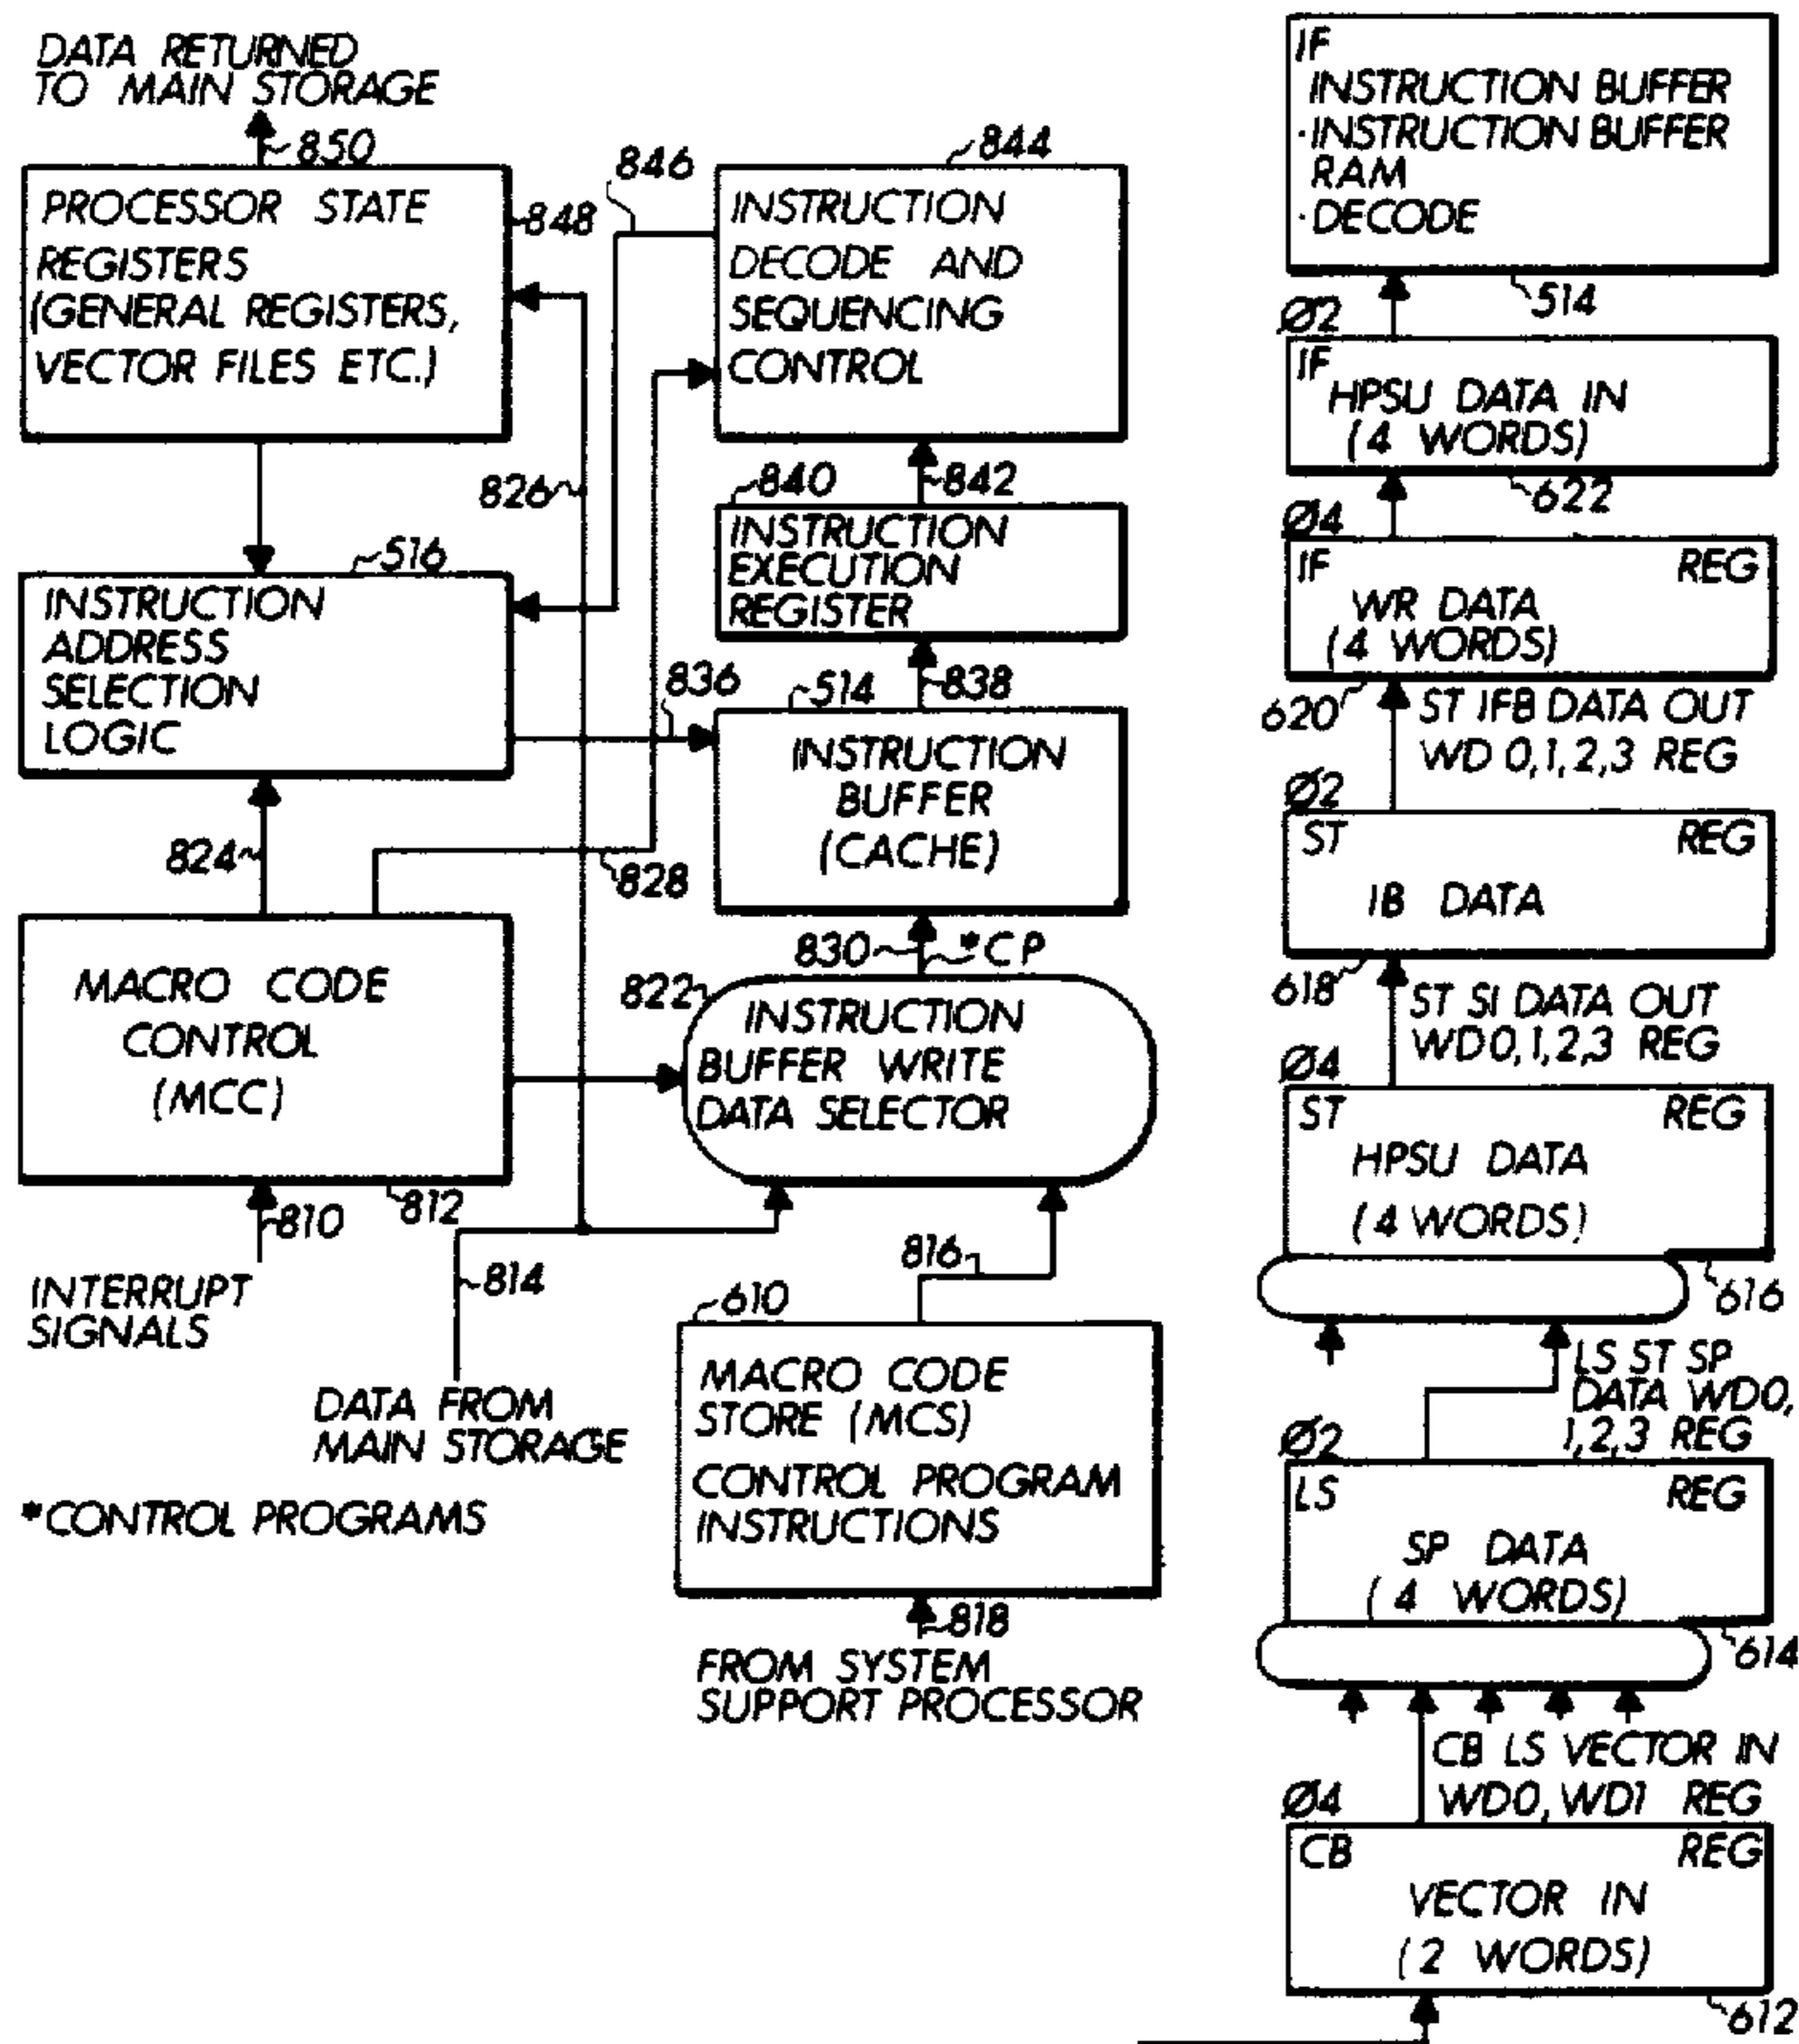 DATA RETURNED
TO MAIN STORAGE
850
PROCESSOR STATE
REGISTERS
(GENERAL REGISTERS,
VECTOR FILES ETC.)
848
846
844
INSTRUCTION
DECODE AND
SEQUENCING
CONTROL
826
840
842
INSTRUCTION
EXECUTION
REGISTER
516
INSTRUCTION
ADDRESS
SELECTION
LOGIC
836
514
838
INSTRUCTION
BUFFER
(CACHE)
824
828
830
*CP
MACRO CODE
CONTROL
(MCC)
822
INSTRUCTION
BUFFER WRITE
DATA SELECTOR
810
812
INTERRUPT
SIGNALS
814
816
DATA FROM
MAIN STORAGE
610
MACRO CODE
STORE (MCS)
CONTROL PROGRAM
INSTRUCTIONS
*CONTROL PROGRAMS
818
FROM SYSTEM
SUPPORT PROCESSOR
IF
INSTRUCTION BUFFER
·INSTRUCTION BUFFER
RAM
·DECODE
Ø2
514
IF
HPSU DATA IN
(4 WORDS)
Ø4
622
IF REG
WR DATA
(4 WORDS)
620
ST IFB DATA OUT
WD 0,1,2,3 REG
Ø2
ST REG
IB DATA
618
ST SI DATA OUT
WD0,1,2,3 REG
Ø4
ST REG
HPSU DATA
(4 WORDS)
616
LS ST SP
DATA WD0,
1,2,3 REG
Ø2
LS REG
SP DATA
(4 WORDS)
614
CB LS VECTOR IN
WD0, WD1 REG
Ø4
CB REG
VECTOR IN
(2 WORDS)
612